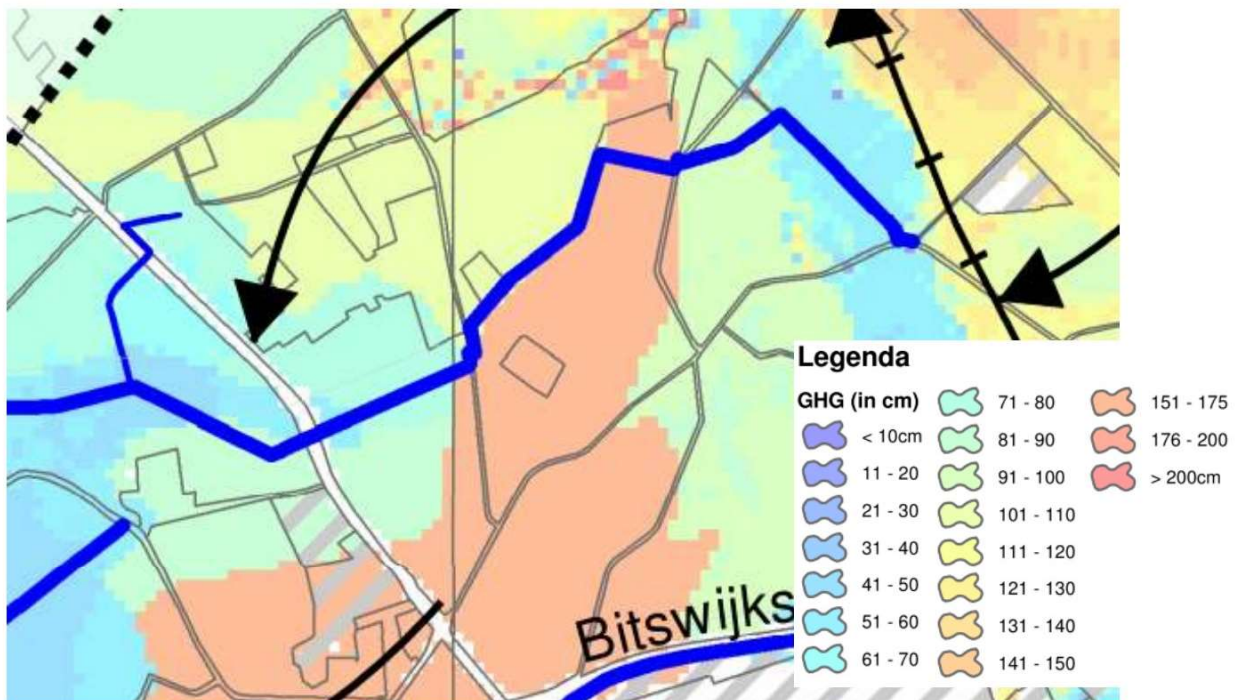 Bitswijks
Legenda
GHG (in cm)
< 10cm
11 - 20
21 - 30
31 - 40
41 - 50
51 - 60
61 - 70
71 - 80
81 - 90
91 - 100
101 - 110
111 - 120
121 - 130
131 - 140
141 - 150
151 - 175
176 - 200
> 200cm